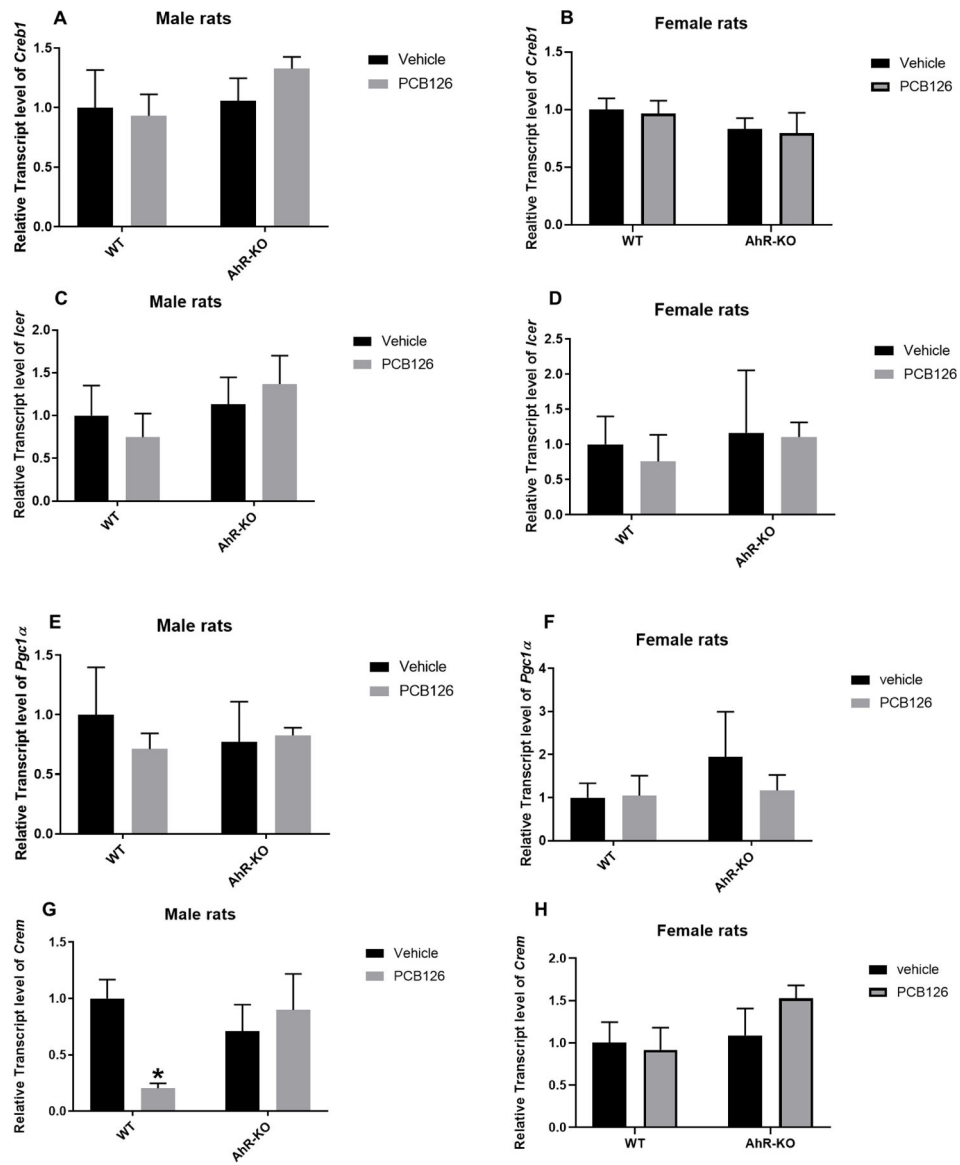 A
Male rats
Relative Transcript level of Creb1
1.5
1.0
0.5
0.0
WT
AhR-KO
Vehicle
PCB126
B
Female rats
Realtive Transcript level of Creb1
1.5
1.0
0.5
0.0
WT
AhR-KO
Vehicle
PCB126
C
Male rats
Relative Transcript level of Icer
2.0
1.5
1.0
0.5
0.0
WT
AhR-KO
Vehicle
PCB126
D
Female rats
Relative Transcript level of Icer
2.5
2.0
1.5
1.0
0.5
0.0
WT
AhR-KO
Vehicle
PCB126
E
Male rats
Relative Transcript level of Pgc1α
1.5
1.0
0.5
0.0
WT
AhR-KO
Vehicle
PCB126
F
Female rats
Relative Transcript level of Pgc1α
4
3
2
1
0
WT
AhR-KO
vehicle
PCB126
G
Male rats
Relative Transcript level of Crem
1.5
1.0
0.5
0.0
*
WT
AhR-KO
Vehicle
PCB126
H
Female rats
Relative Transcript level of Crem
2.0
1.5
1.0
0.5
0.0
WT
AhR-KO
vehicle
PCB126